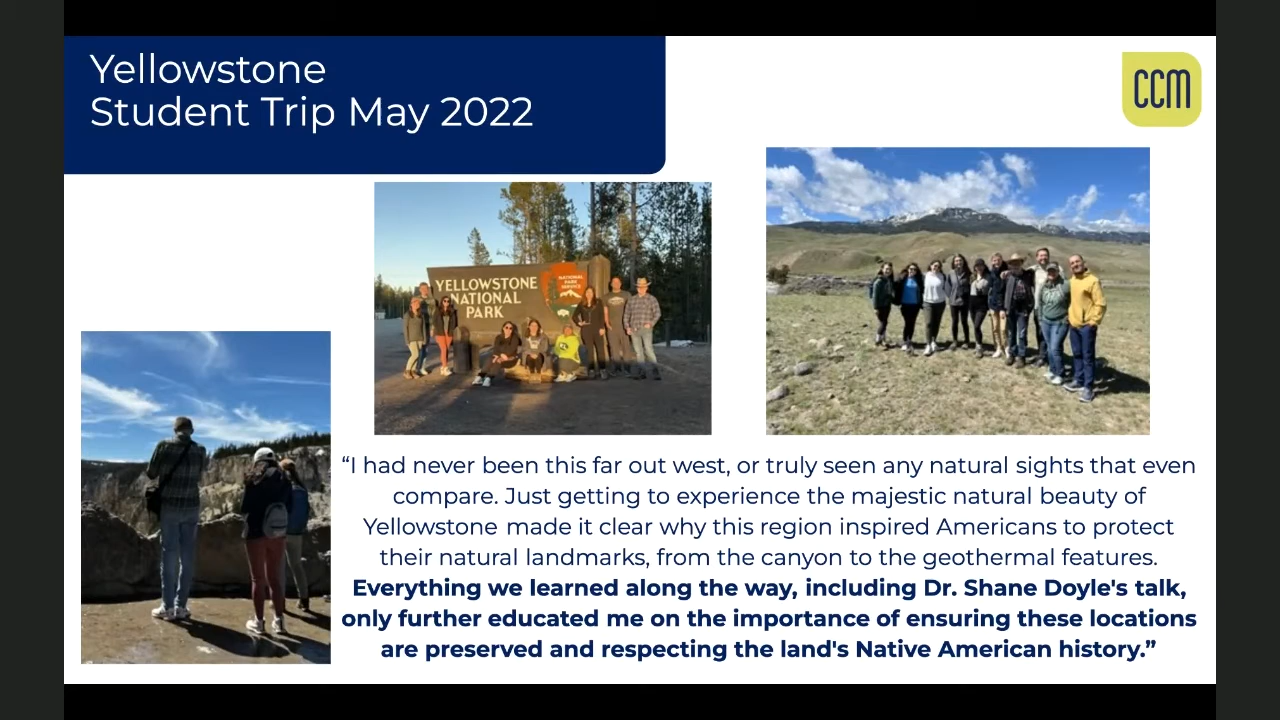 Yellowstone
Student Trip May 2022
CCM
YELLOWSTONE
NATIONAL
PARK
NATIONAL
PARK
SERVICE
“I had never been this far out west, or truly seen any natural sights that even
compare. Just getting to experience the majestic natural beauty of
Yellowstone made it clear why this region inspired Americans to protect
their natural landmarks, from the canyon to the geothermal features.
Everything we learned along the way, including Dr. Shane Doyle's talk,
only further educated me on the importance of ensuring these locations
are preserved and respecting the land's Native American history.”